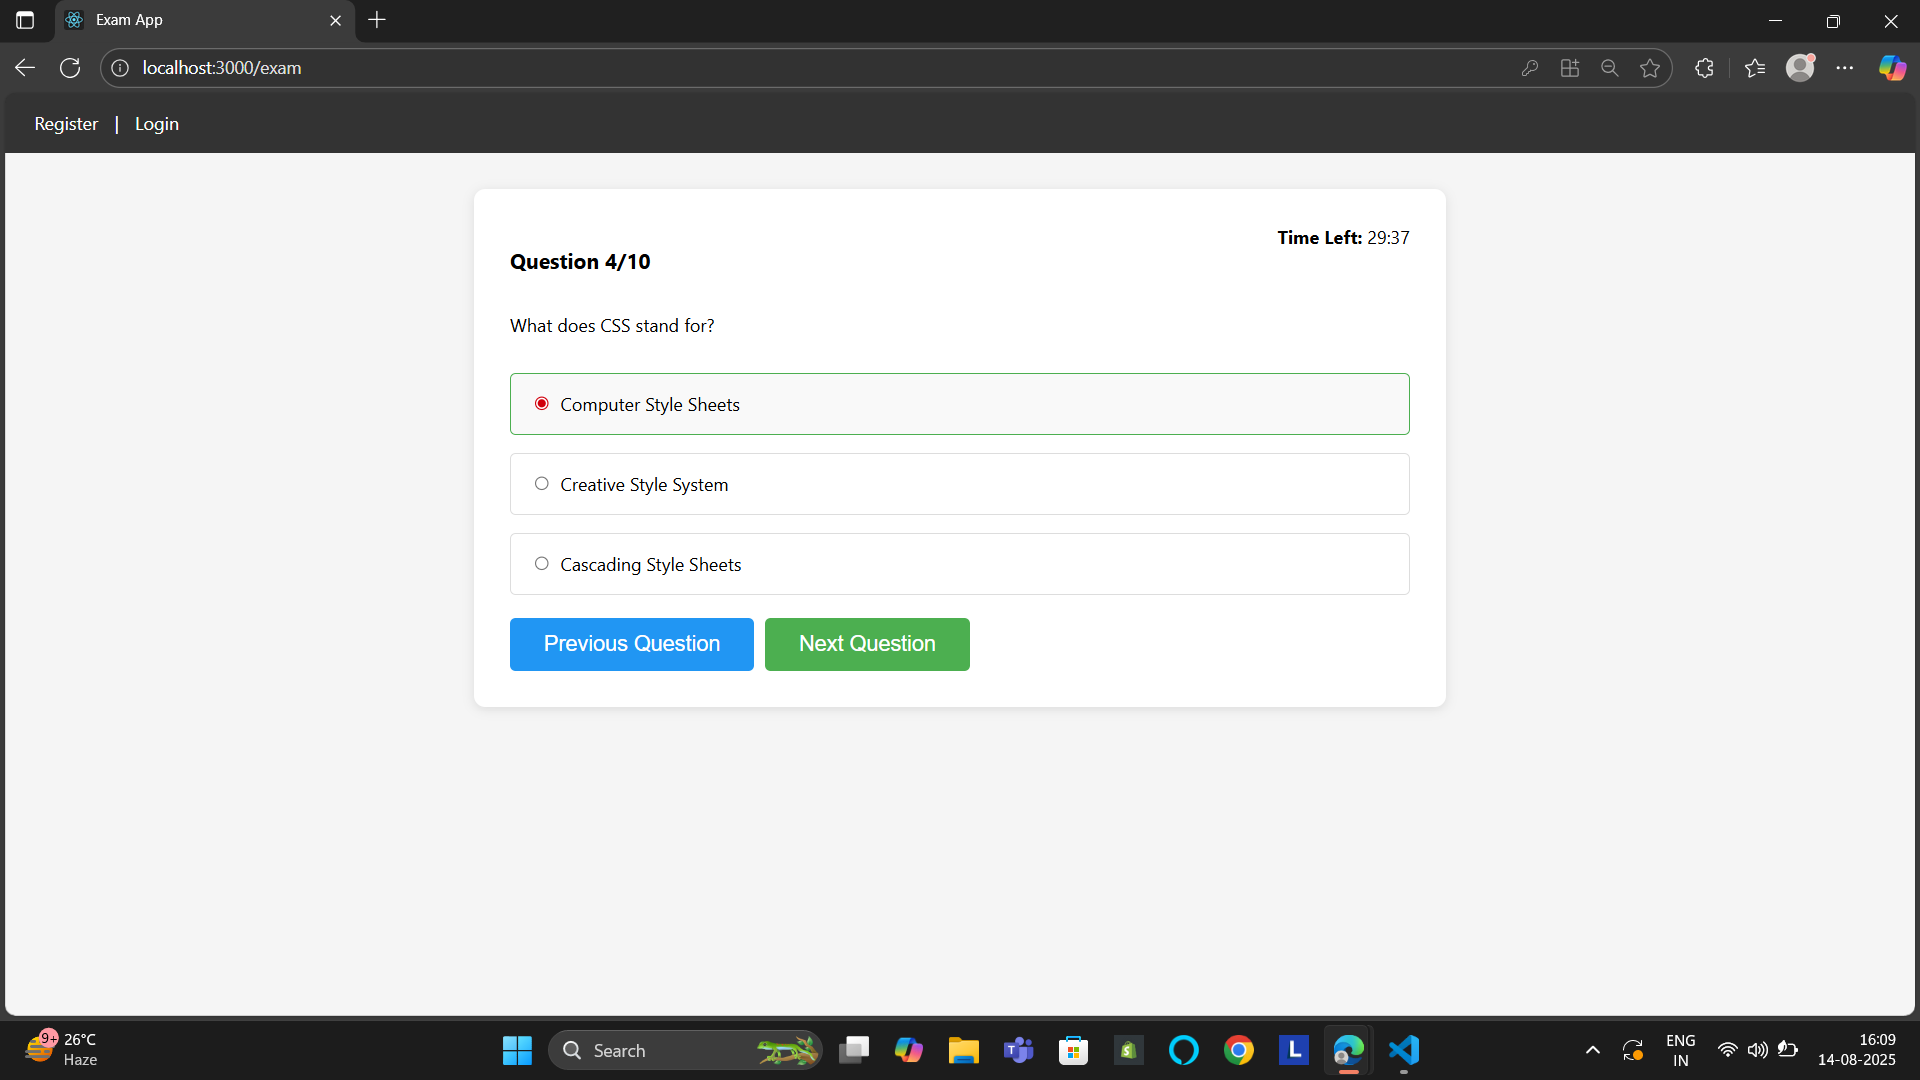 Exam App
localhost:3000/exam
Register | Login
Time Left: 29:37
Question 4/10
What does CSS stand for?
Computer Style Sheets
Creative Style System
Cascading Style Sheets
Previous Question Next Question
9+ 26°C
Haze
Search
T
L
ENG
IN
16:09
14-08-2025